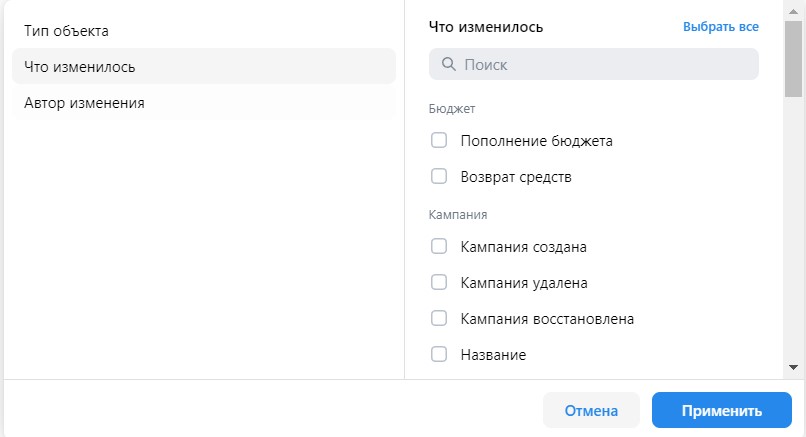 Тип объекта
Что изменилось
Автор изменения
Что изменилось
Выбрать все
Поиск
Бюджет
Пополнение бюджета
Возврат средств
Кампания
Кампания создана
Кампания удалена
Кампания восстановлена
Название
Отмена
Применить